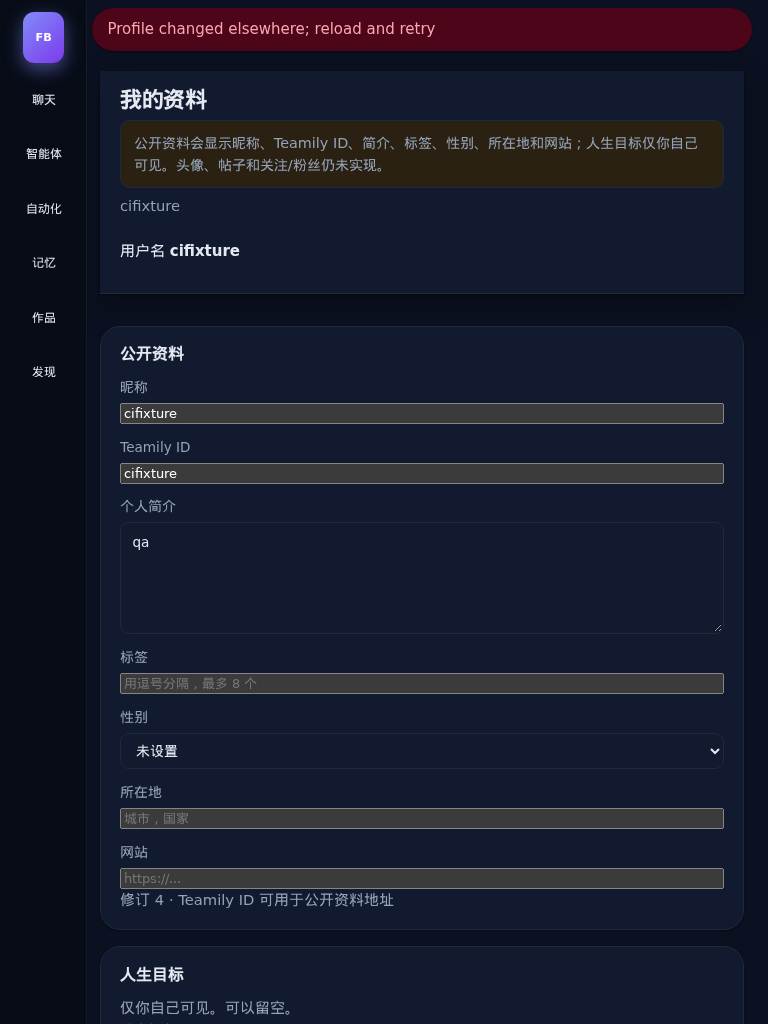 FB
聊天
智能体
自动化
记忆
作品
发现
Profile changed elsewhere; reload and retry
我的资料
公开资料会显示昵称、Teamily ID、简介、标签、性别、所在地和网站；人生目标仅你自己
可见。头像、帖子和关注/粉丝仍未实现。
cifixture
用户名 cifixture
公开资料
昵称
cifixture
Teamily ID
cifixture
个人简介
qa
标签
用逗号分隔，最多 8 个
性别
未设置
所在地
城市，国家
网站
https://...
修订 4 · Teamily ID 可用于公开资料地址
人生目标
仅你自己可见。可以留空。